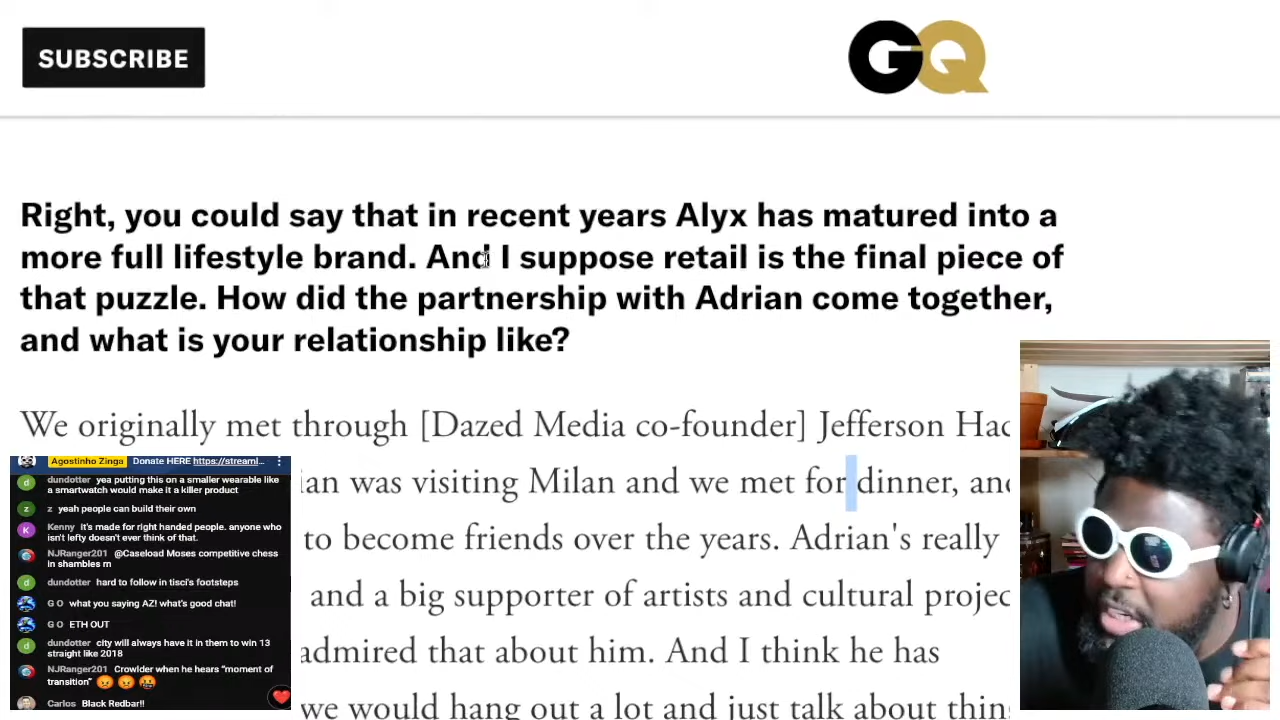 SUBSCRIBE
GQ
Right, you could say that in recent years Alyx has matured into a
more full lifestyle brand. And I suppose retail is the final piece of
that puzzle. How did the partnership with Adrian come together,
and what is your relationship like?
We originally met through [Dazed Media co-founder] Jefferson Hac
ian was visiting Milan and we met for dinner, and
to become friends over the years. Adrian's really
and a big supporter of artists and cultural projec
admired that about him. And I think he has
we would hang out a lot and just talk about thin
Agostinho Zinga Donate HERE https://streaml...
dundotter yea putting this on a smaller wearable like
a smartwatch would make it a killer product
z yeah people can build their own
Kenny it's made for right handed people. anyone who
isn't lefty doesn't ever think of that.
NJRanger201 @Caseload Moses competitive chess
in shambles rn
dundotter hard to follow in tisci's footsteps
G O what you saying AZ! what's good chat!
G O ETH OUT
dundotter city will always have it in them to win 13
straight like 2018
NJRanger201 Crowlder when he hears "moment of
transition" 😡 😡 🤬
Carlos Black Redbar!!